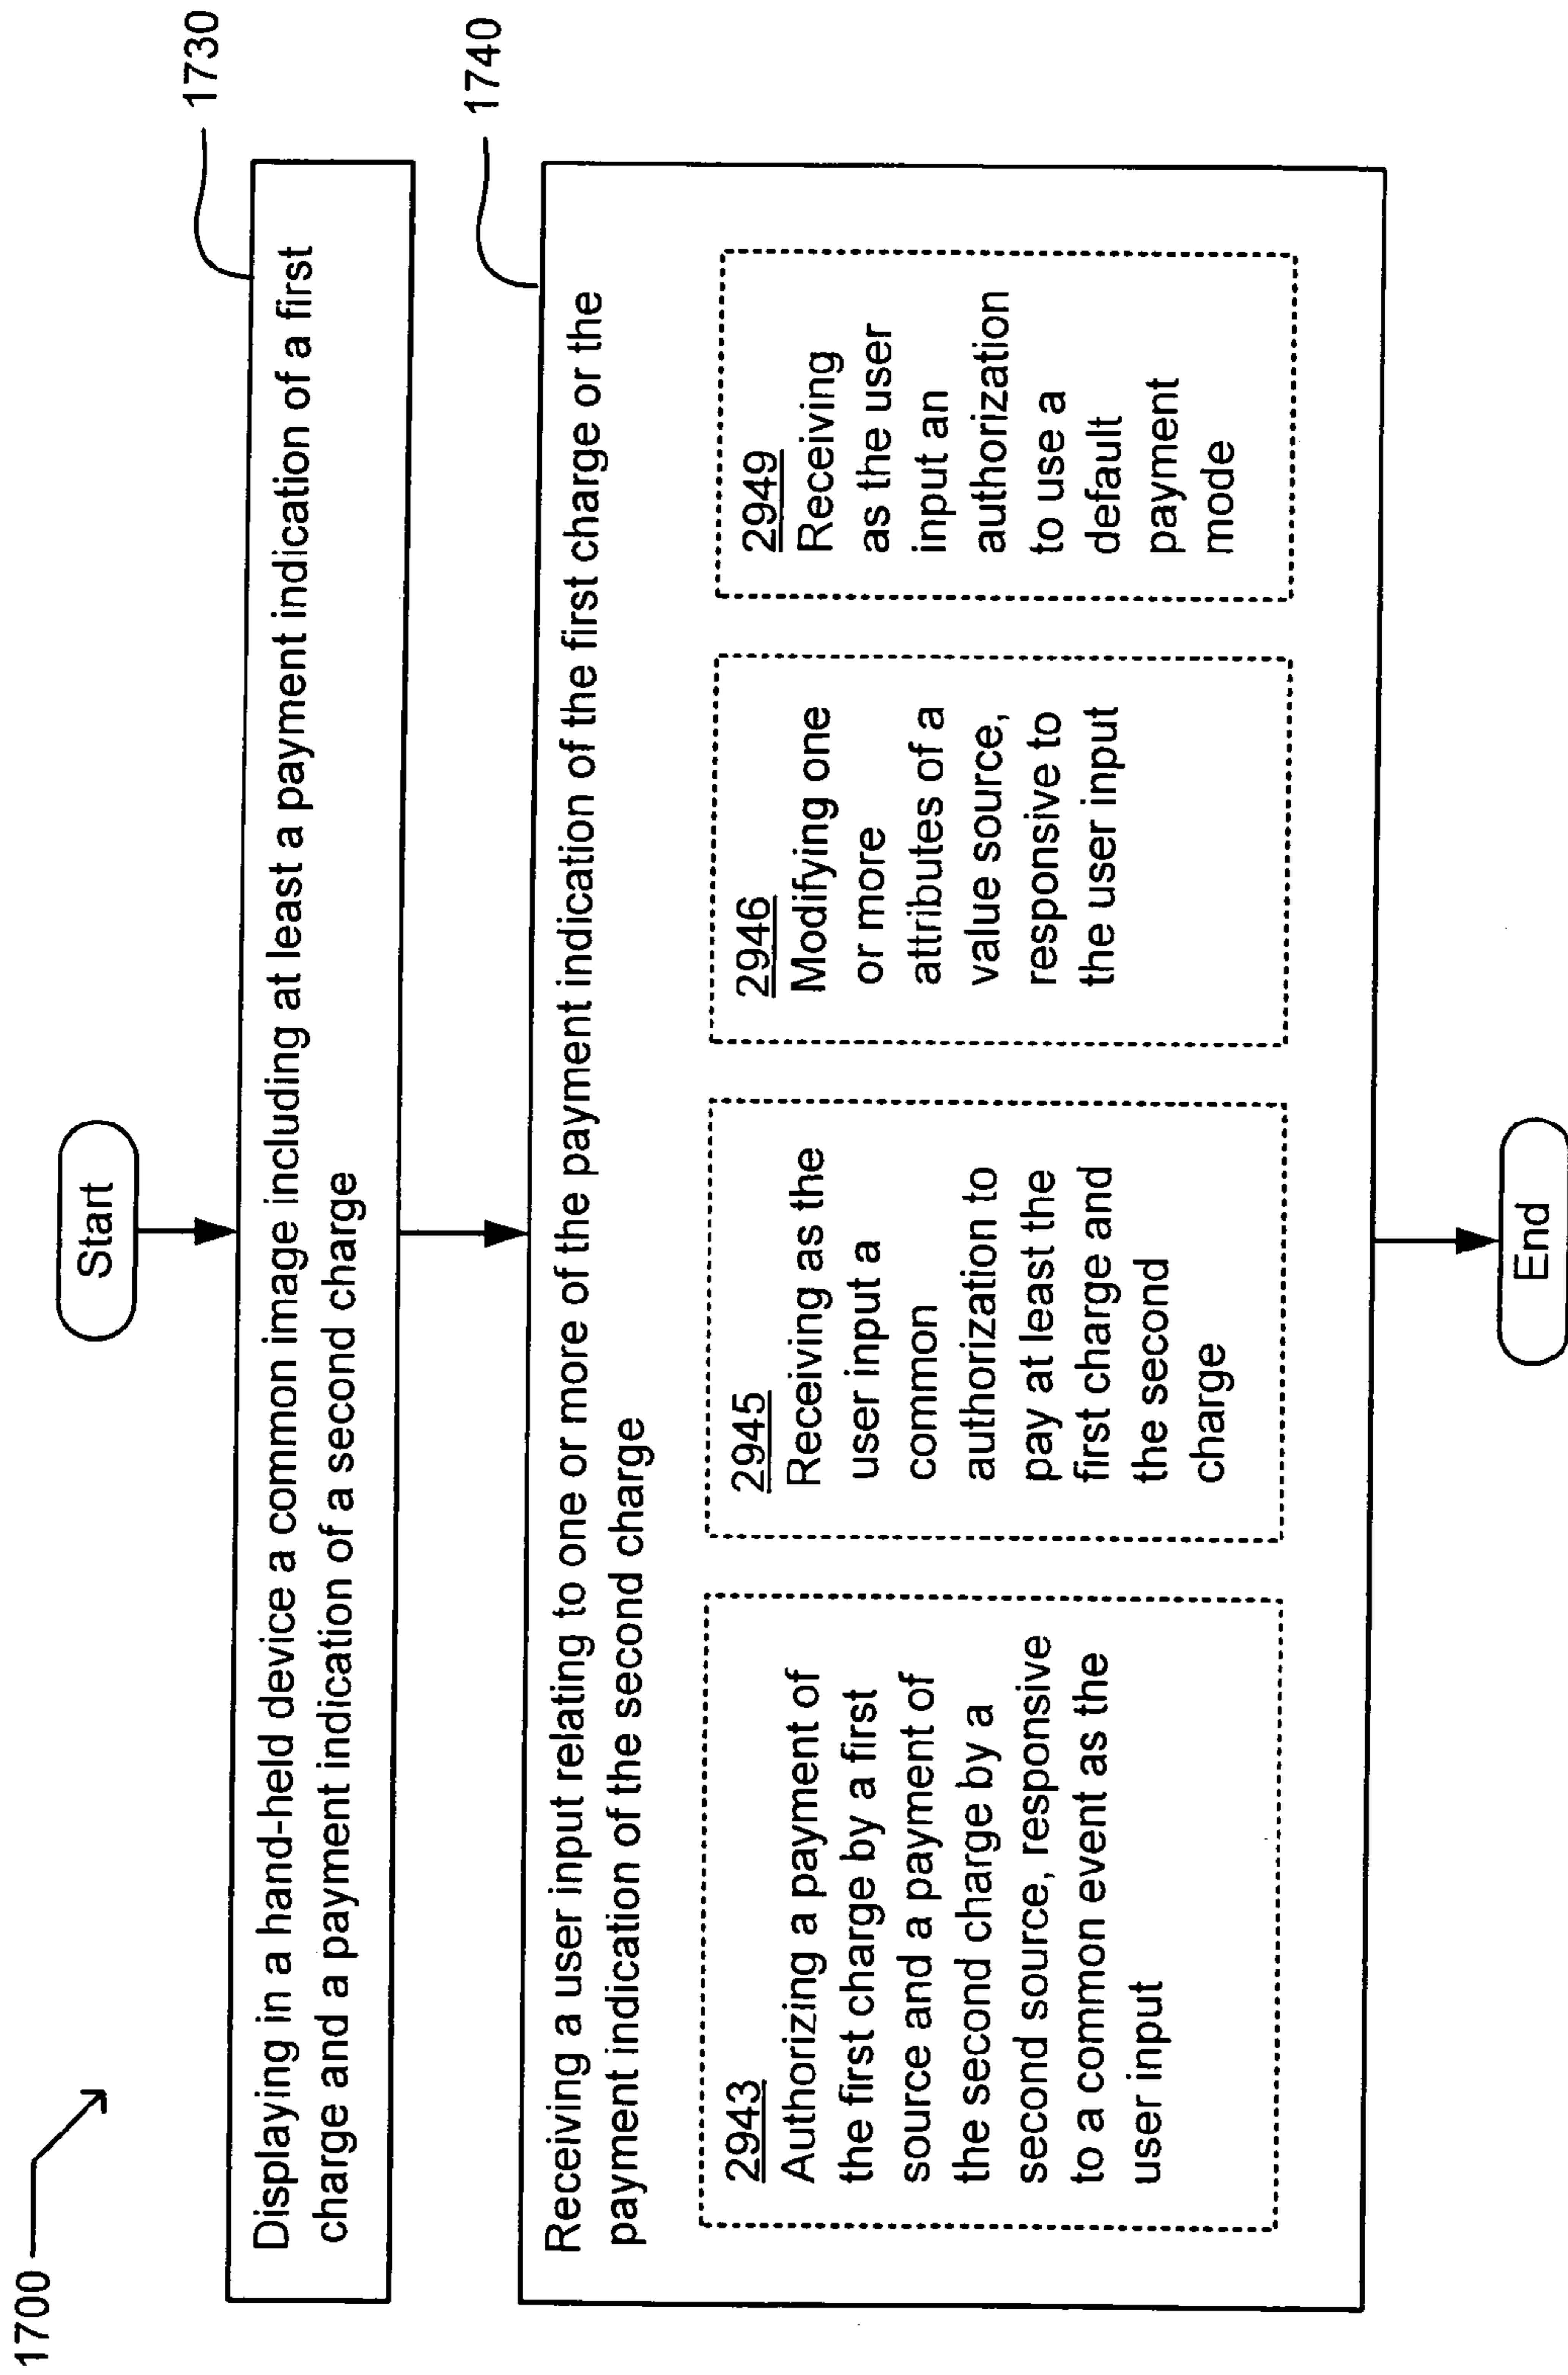 1700
Start
1730
Displaying in a hand-held device a common image including at least a payment indication of a first
charge and a payment indication of a second charge
1740
Receiving a user input relating to one or more of the payment indication of the first charge or the
payment indication of the second charge
2943
Authorizing a payment of
the first charge by a first
source and a payment of
the second charge by a
second source, responsive
to a common event as the
user input
2945
Receiving as the
user input a
common
authorization to
pay at least the
first charge and
the second
charge
2946
Modifying one
or more
attributes of a
value source,
responsive to
the user input
2949
Receiving
as the user
input an
authorization
to use a
default
payment
mode
End